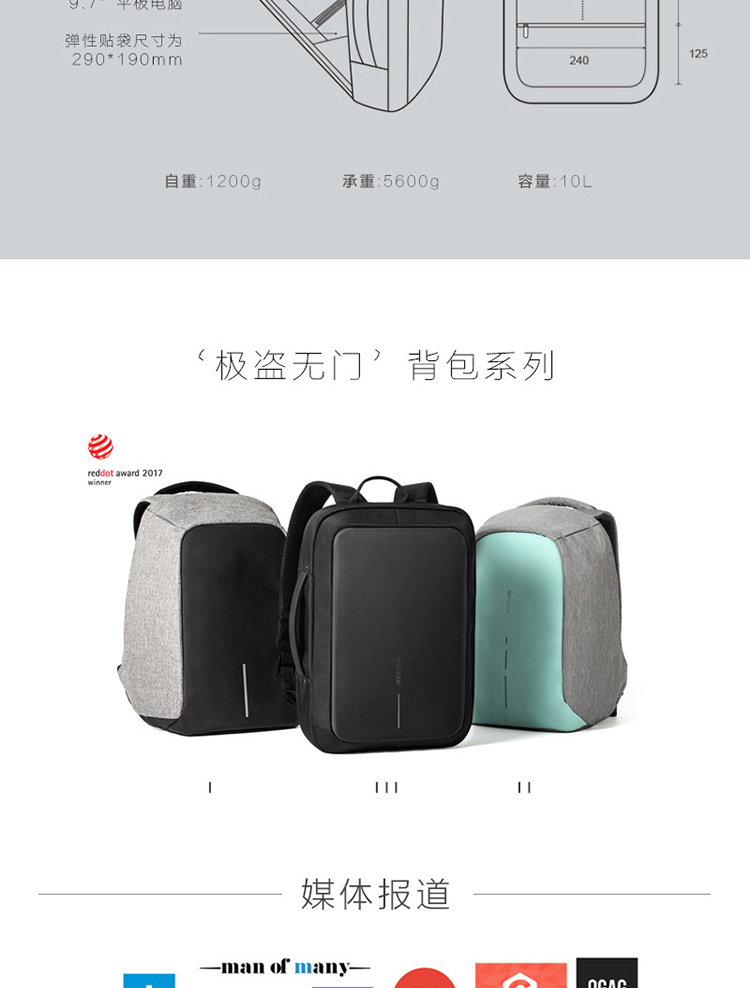 9.7" 平板电脑
弹性贴袋尺寸为
290*190mm
240
125
自重:1200g
承重:5600g
容量:10L
‘极盗无门’背包系列
reddot award 2017
winner
I
III
II
媒体报道
man of many
9GAG